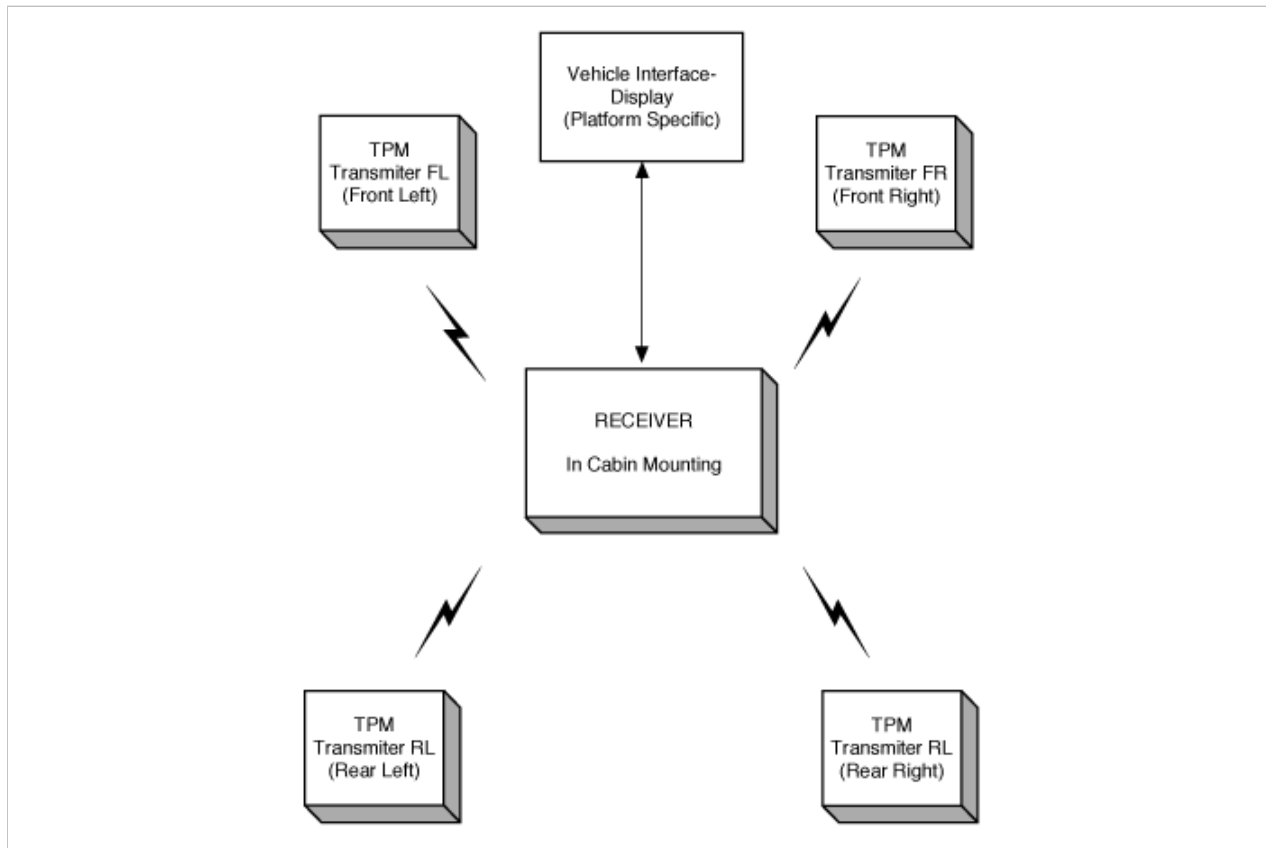 Vehicle Interface-
Display
(Platform Specific)
TPM
Transmiter FL
(Front Left)
TPM
Transmiter FR
(Front Right)
RECEIVER
In Cabin Mounting
TPM
Transmiter RL
(Rear Left)
TPM
Transmiter RL
(Rear Right)